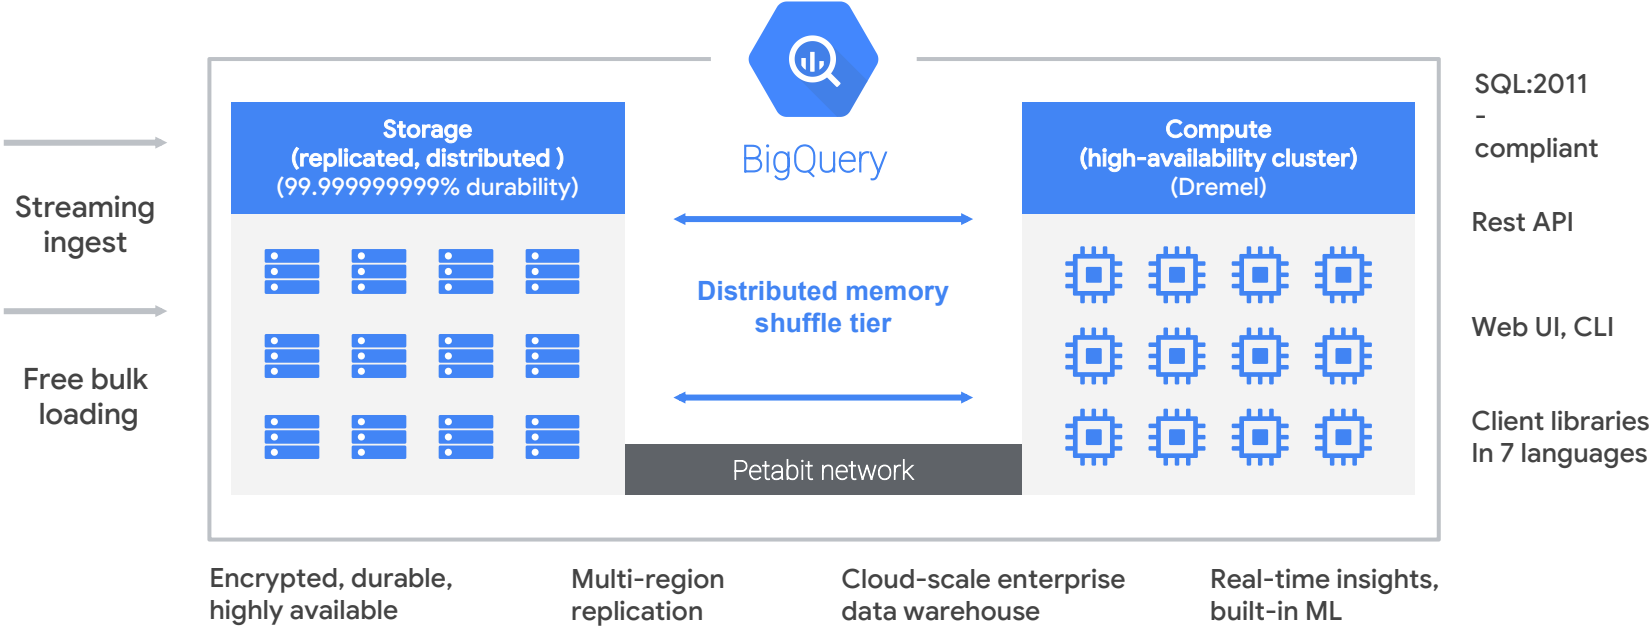 Streaming
ingest
Free bulk
loading
Storage
(replicated, distributed )
(99.999999999% durability)
BigQuery
Distributed memory
shuffle tier
Petabit network
Compute
(high-availability cluster)
(Dremel)
SQL:2011
-
compliant
Rest API
Web UI, CLI
Client libraries
In 7 languages
Encrypted, durable,
highly available
Multi-region
replication
Cloud-scale enterprise
data warehouse
Real-time insights,
built-in ML